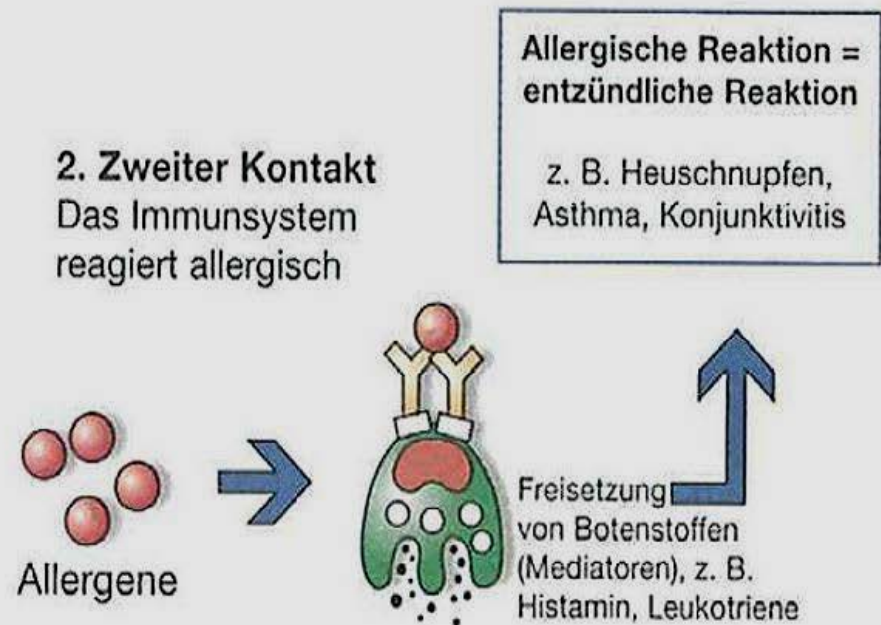 Allergische Reaktion =
entzündliche Reaktion
z. B. Heuschnupfen,
Asthma, Konjunktivitis
2. Zweiter Kontakt
Das Immunsystem
reagiert allergisch
Allergene
Freisetzung
von Botenstoffen
(Mediatoren), z. B.
Histamin, Leukotriene